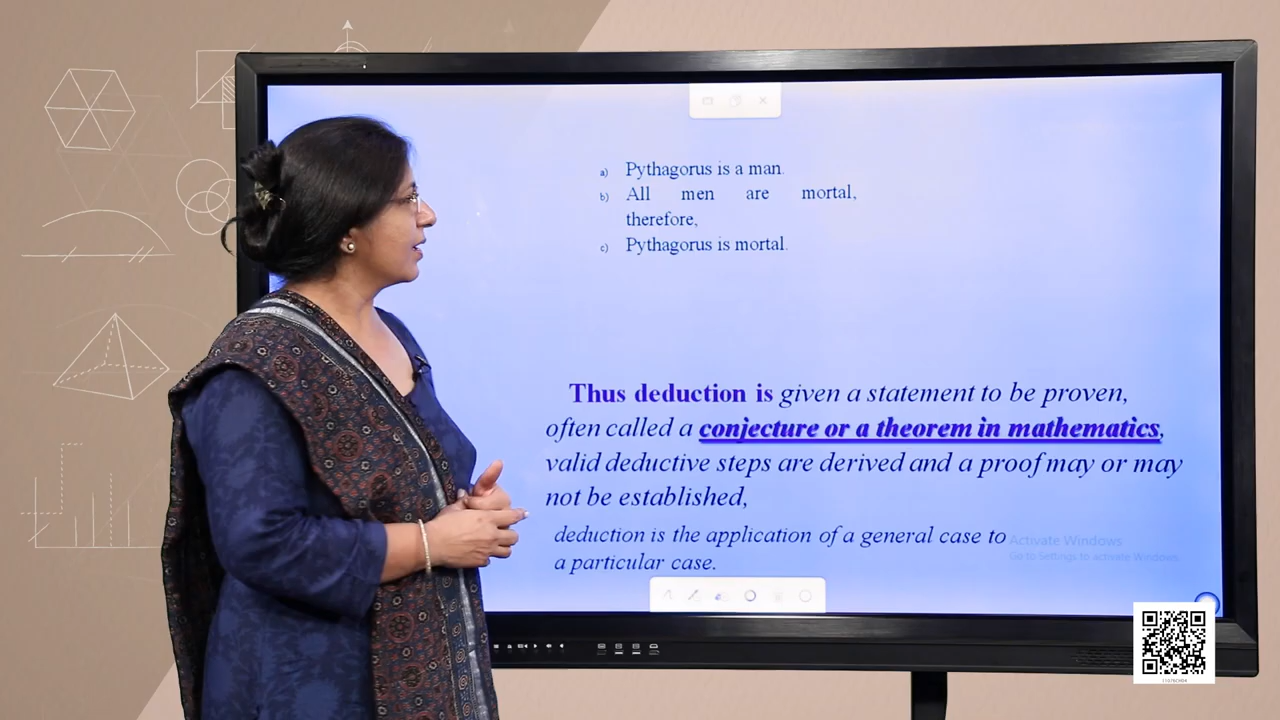 a) Pythagorus is a man.
b) All men are mortal,
therefore,
c) Pythagorus is mortal.
Thus deduction is given a statement to be proven,
often called a conjecture or a theorem in mathematics,
valid deductive steps are derived and a proof may or may
not be established,
deduction is the application of a general case to
a particular case.
Activate Windows
Go to Settings to activate Windows.